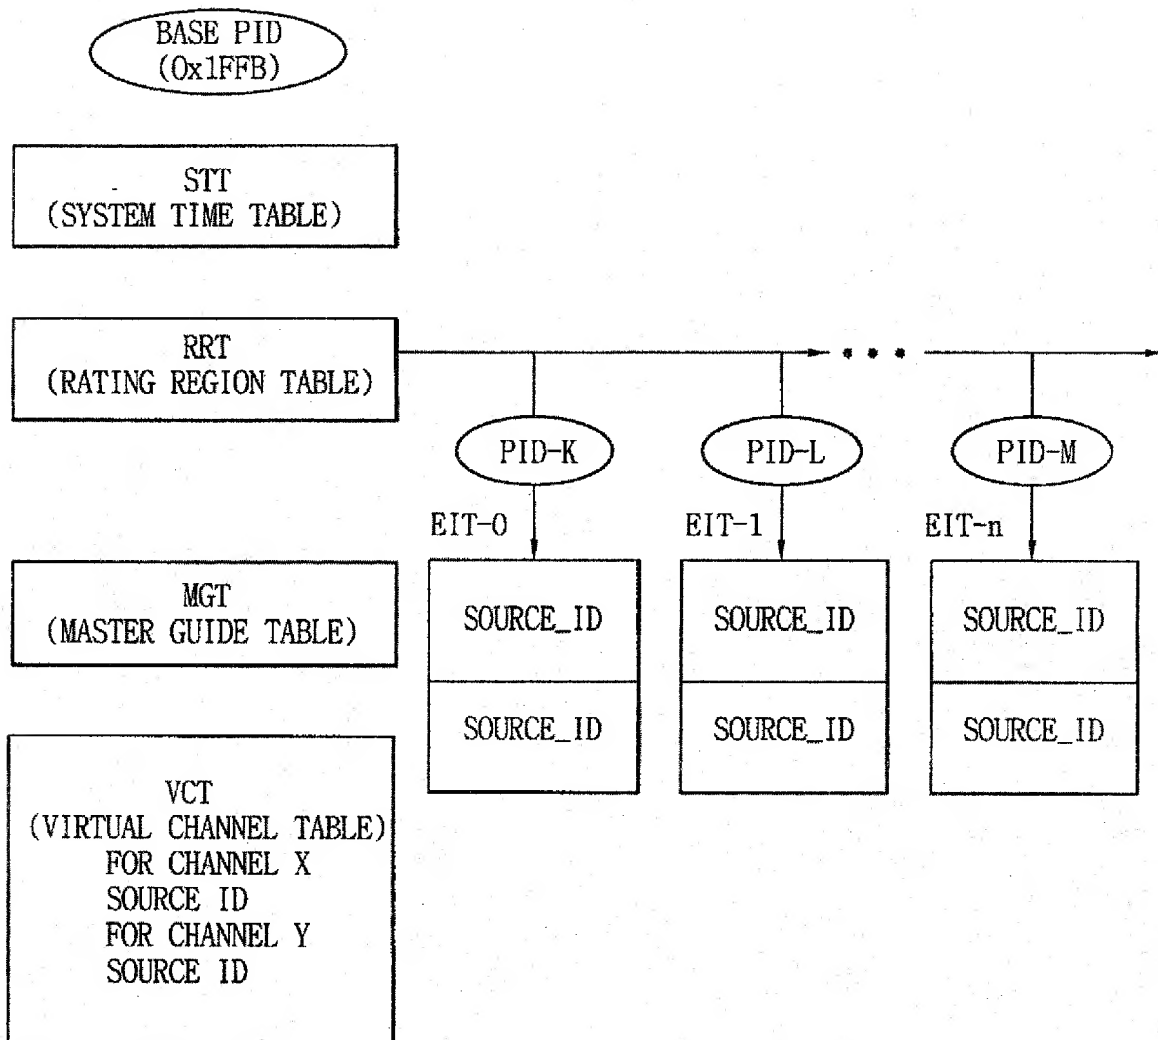 BASE PID
(0x1FFB)
STT
(SYSTEM TIME TABLE)
RRT
(RATING REGION TABLE)
PID-K
PID-L
PID-M
EIT-0
EIT-1
EIT-n
MGT
(MASTER GUIDE TABLE)
SOURCE_ID
SOURCE_ID
SOURCE_ID
SOURCE_ID
SOURCE_ID
SOURCE_ID
VCT
(VIRTUAL CHANNEL TABLE)
FOR CHANNEL X
SOURCE ID
FOR CHANNEL Y
SOURCE ID